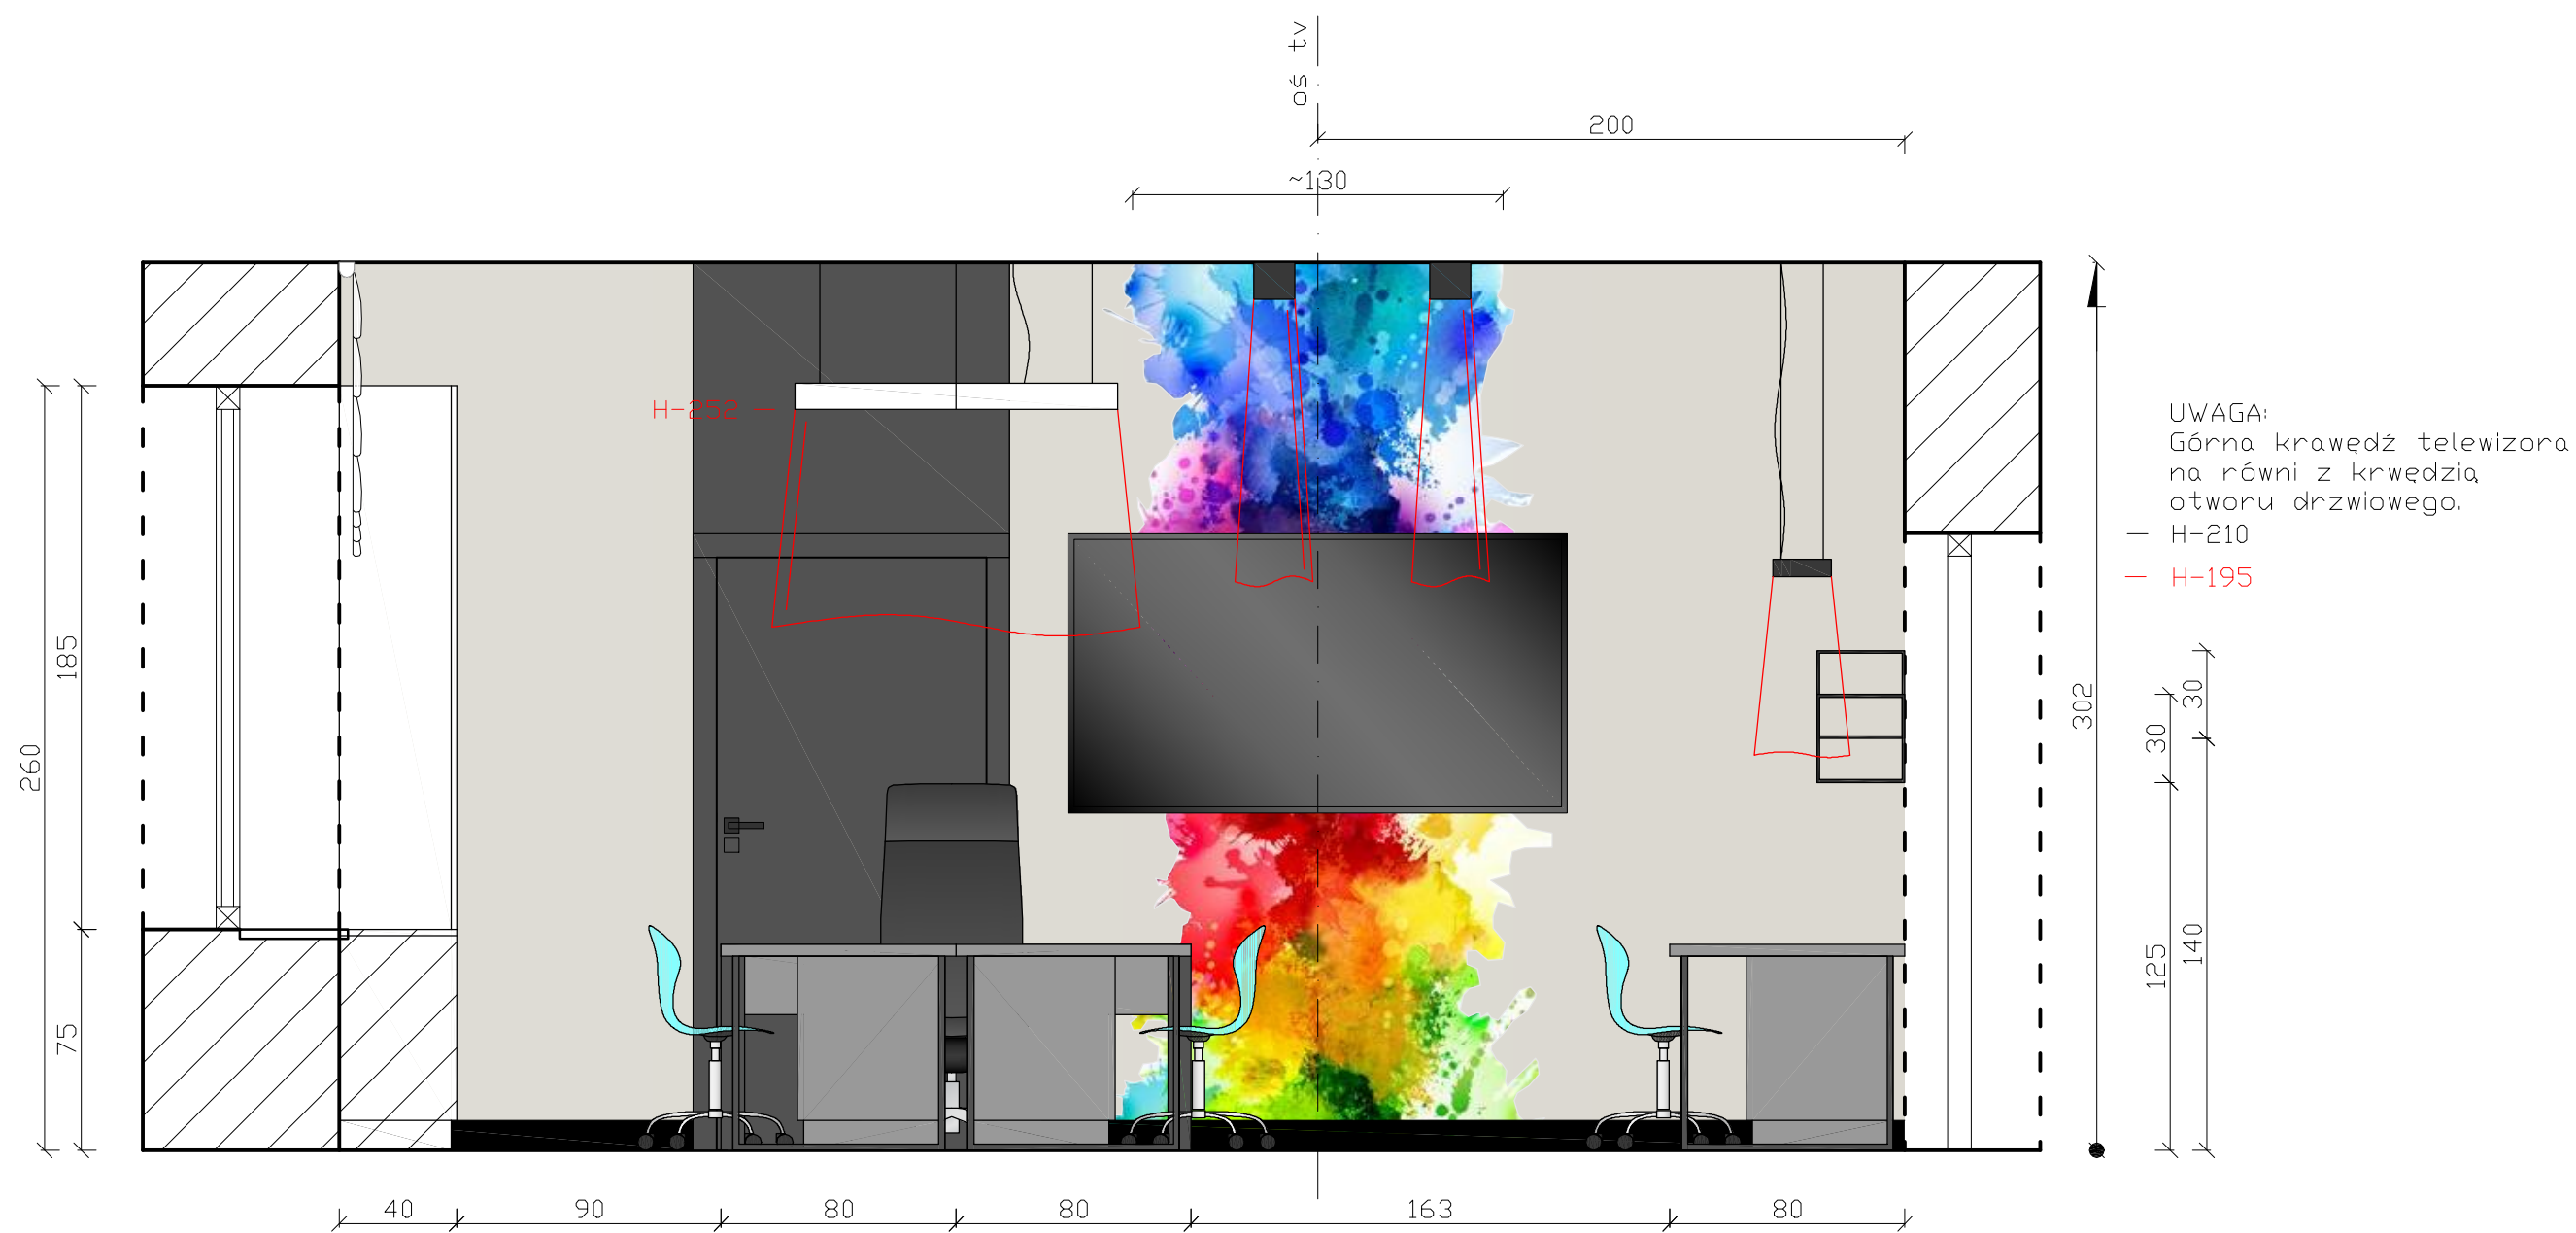 oś tv
200
~130
H-252
UWAGA:
Górna krawędź telewizora
na równi z krwędzią
otworu drzwiowego.
H-210
H-195
260
185
75
302
30
30
125
140
40
90
80
80
163
80